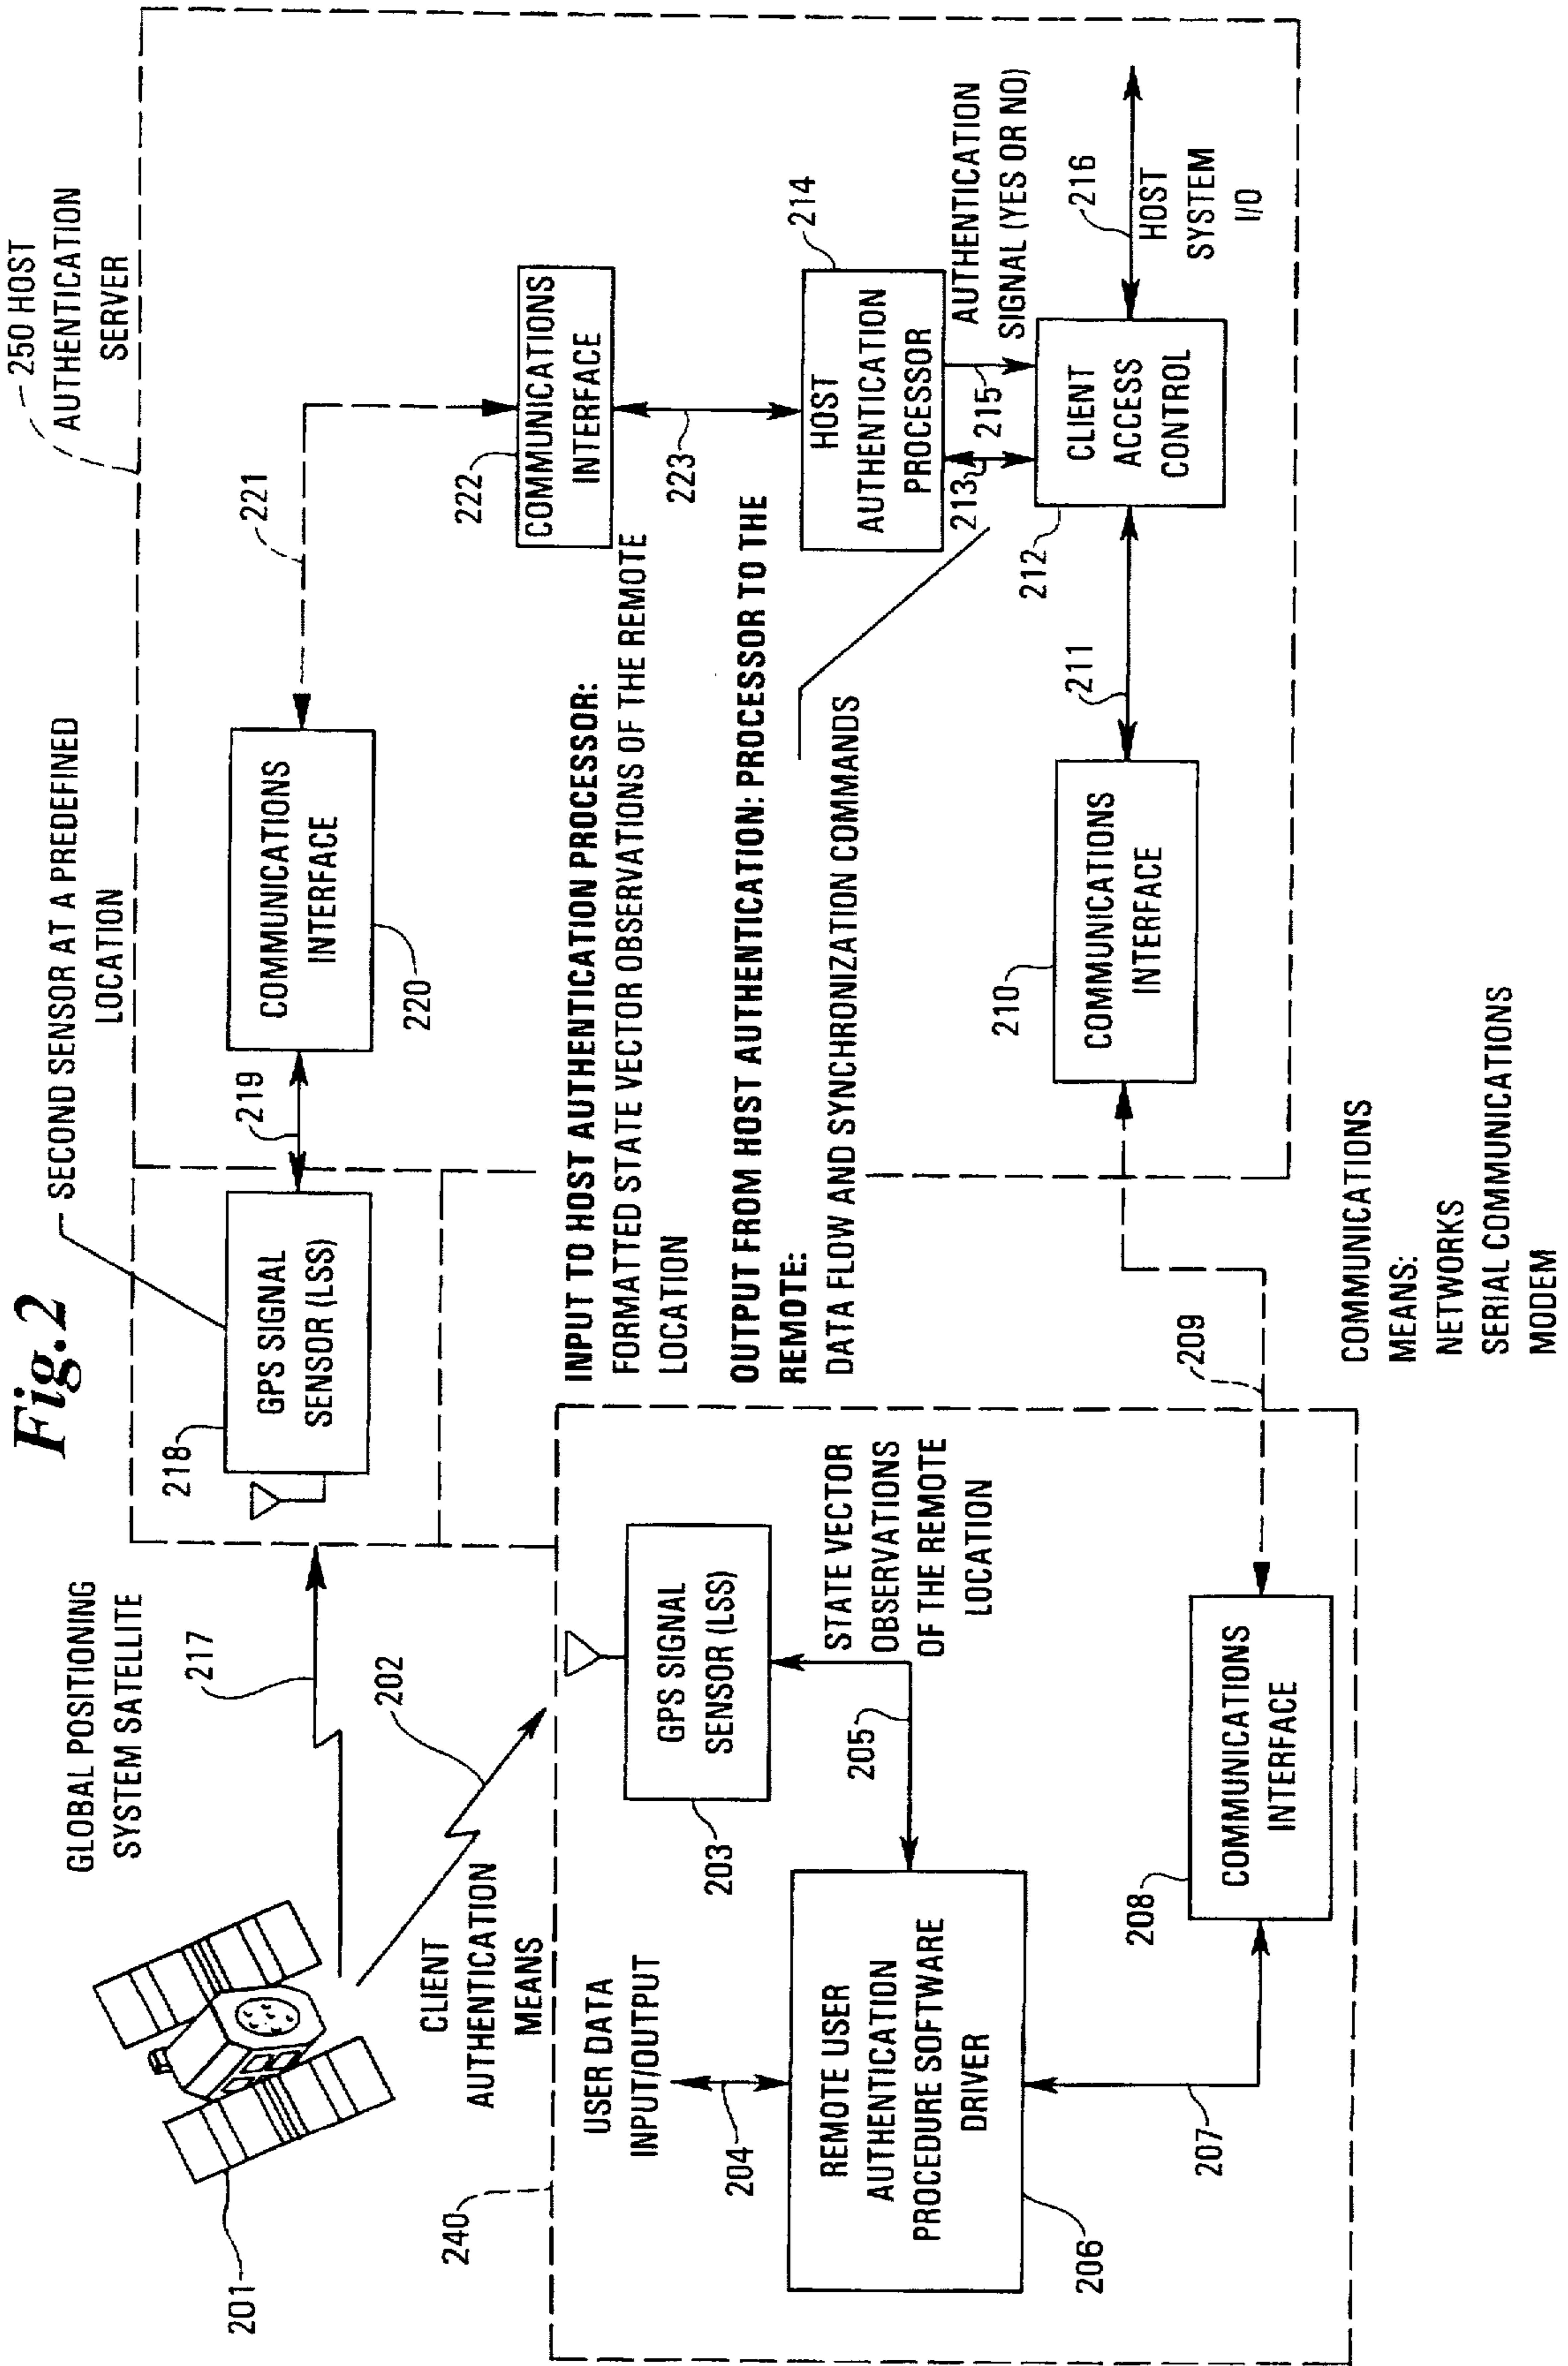 Fig.2
250 HOST
AUTHENTICATION
SERVER
SECOND SENSOR AT A PREDEFINED
LOCATION
GLOBAL POSITIONING
SYSTEM SATELLITE
201
217
202
218
GPS SIGNAL
SENSOR (LSS)
219
COMMUNICATIONS
INTERFACE
220
221
222
COMMUNICATIONS
INTERFACE
223
INPUT TO HOST AUTHENTICATION PROCESSOR:
FORMATTED STATE VECTOR OBSERVATIONS OF THE REMOTE
LOCATION
OUTPUT FROM HOST AUTHENTICATION: PROCESSOR TO THE
REMOTE:
DATA FLOW AND SYNCHRONIZATION COMMANDS
HOST
AUTHENTICATION
PROCESSOR
214
213
215
AUTHENTICATION
SIGNAL (YES OR NO)
212
CLIENT
ACCESS
CONTROL
216
HOST
SYSTEM
I/O
211
210
COMMUNICATIONS
INTERFACE
CLIENT
AUTHENTICATION
MEANS
240
USER DATA
INPUT/OUTPUT
204
GPS SIGNAL
SENSOR (LSS)
203
STATE VECTOR
OBSERVATIONS
OF THE REMOTE
LOCATION
205
REMOTE USER
AUTHENTICATION
PROCEDURE SOFTWARE
DRIVER
206
207
208
COMMUNICATIONS
INTERFACE
209
COMMUNICATIONS
MEANS:
NETWORKS
SERIAL COMMUNICATIONS
MODEM